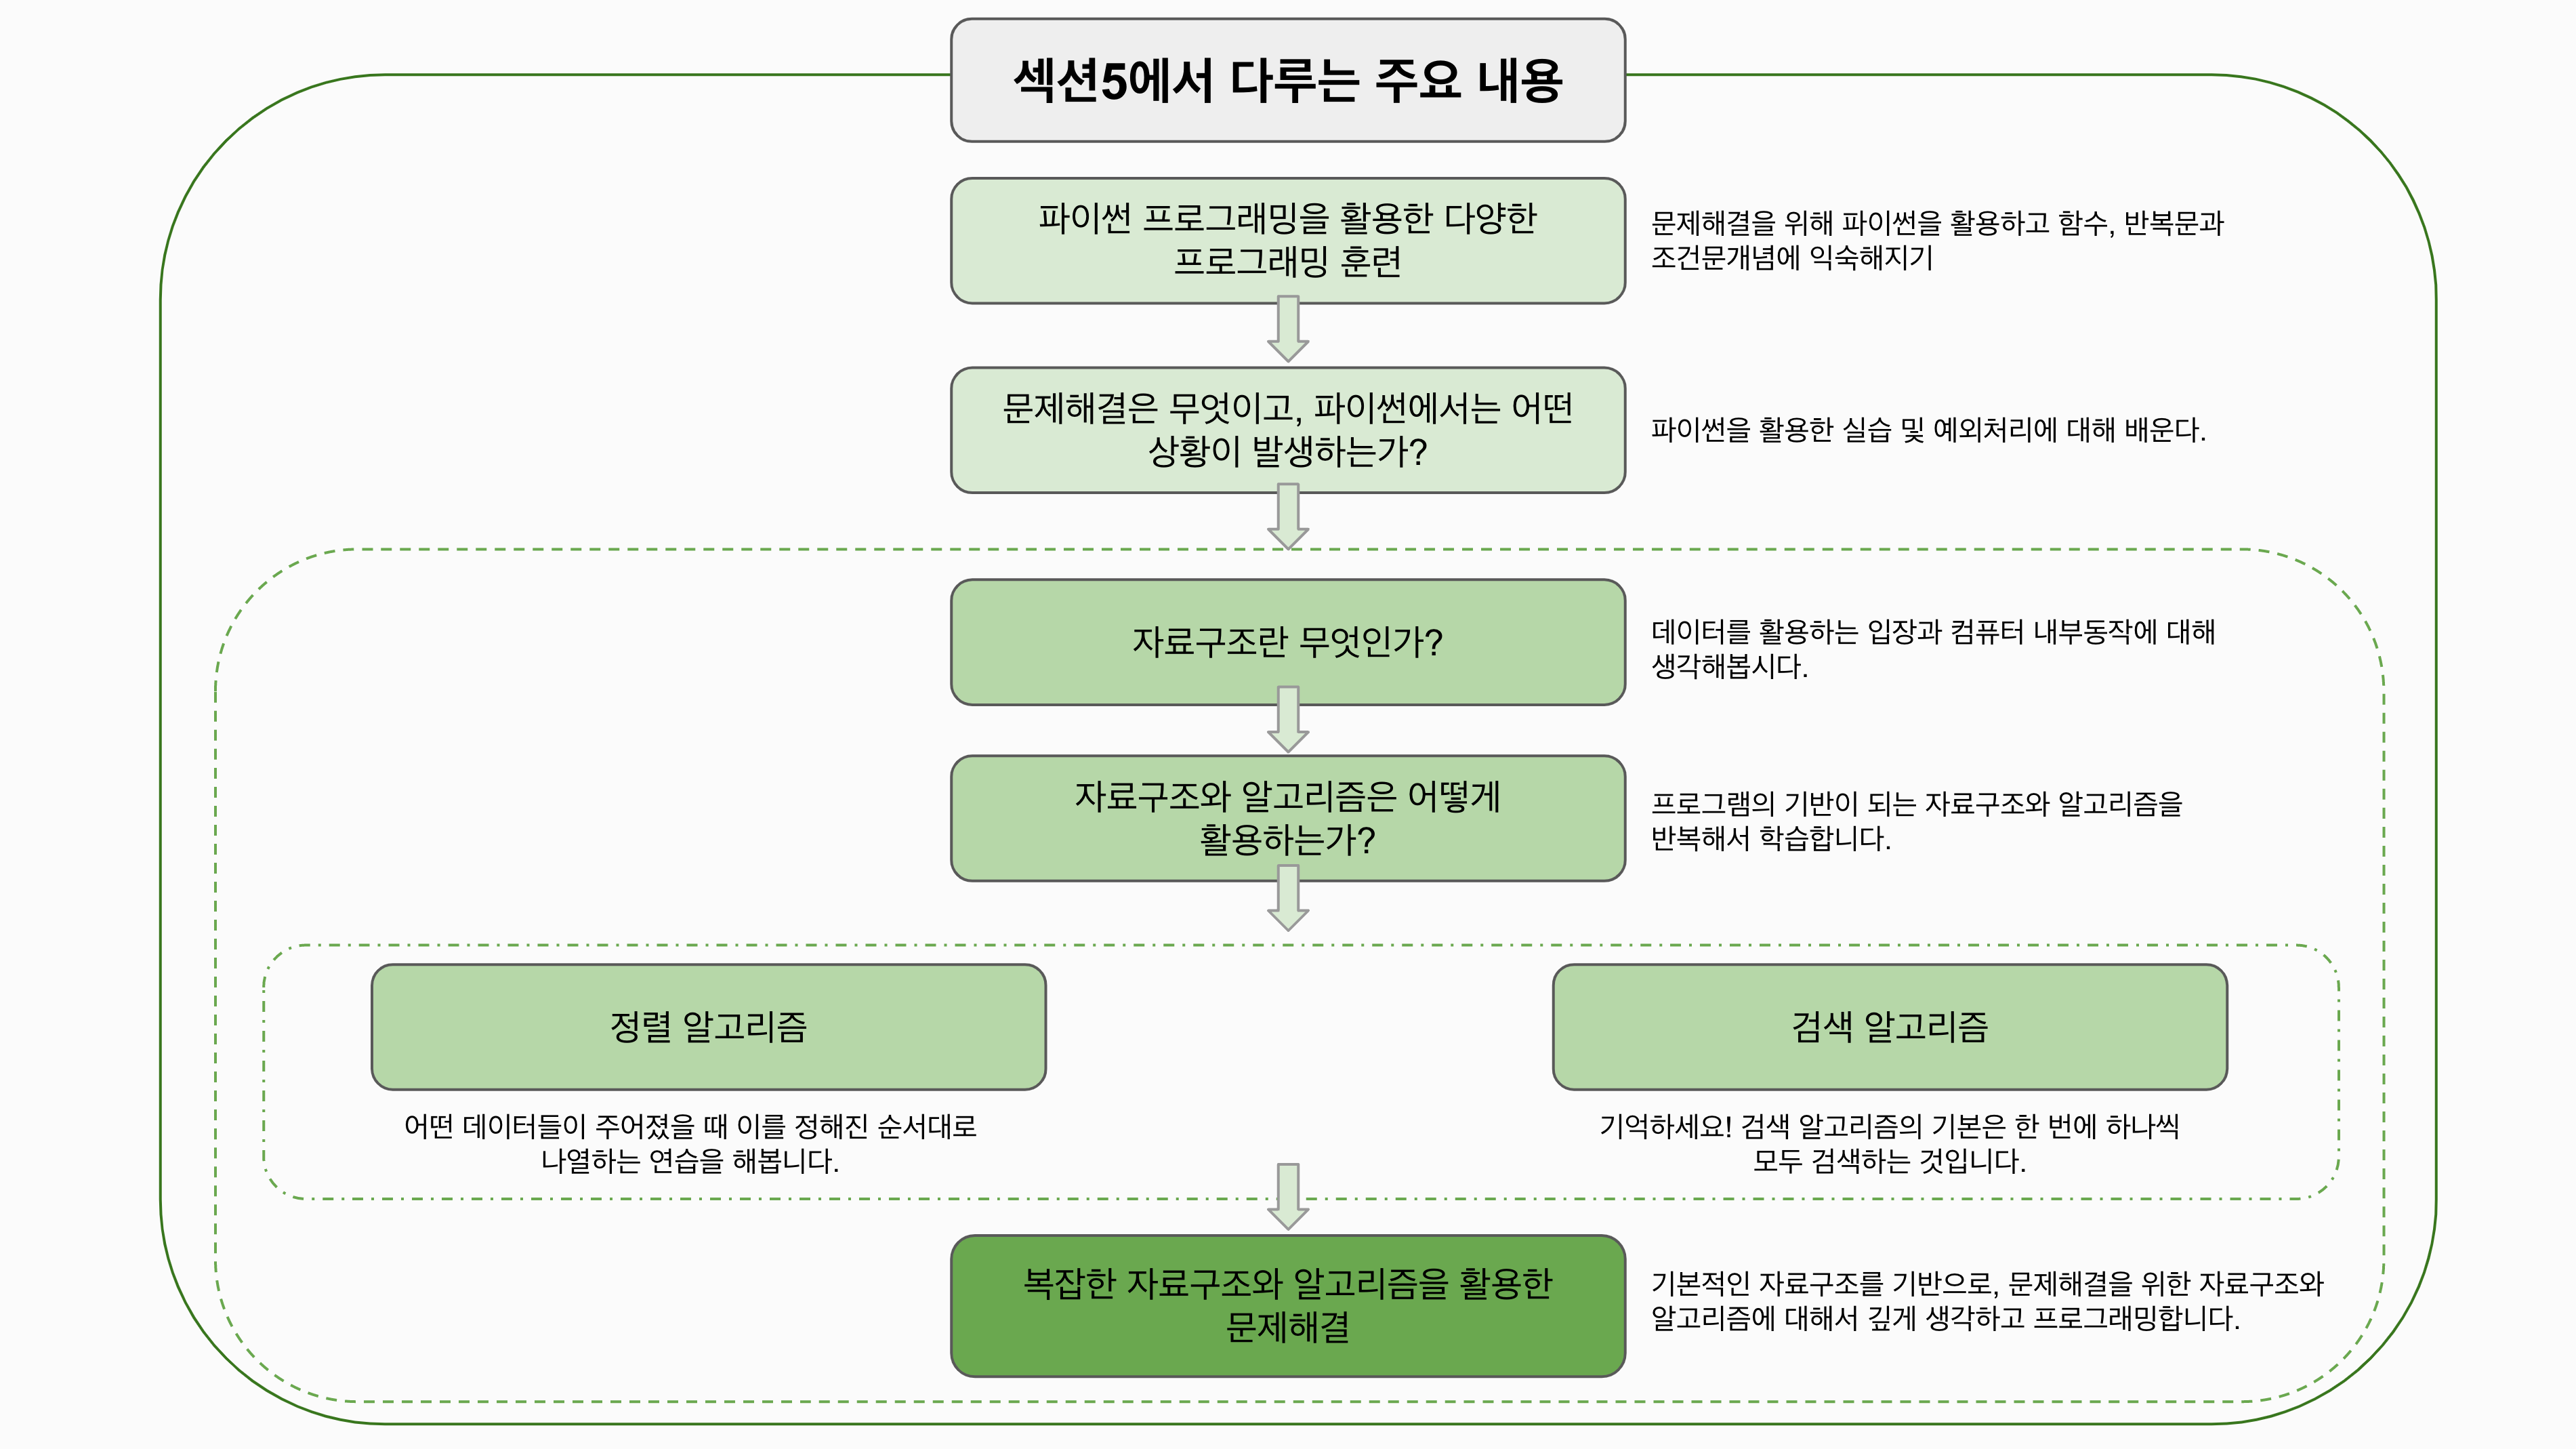 섹션5에서 다루는 주요 내용
파이썬 프로그래밍을 활용한 다양한
프로그래밍 훈련
문제해결을 위해 파이썬을 활용하고 함수, 반복문과
조건문개념에 익숙해지기
문제해결은 무엇이고, 파이썬에서는 어떤
상황이 발생하는가?
파이썬을 활용한 실습 및 예외처리에 대해 배운다.
자료구조란 무엇인가?
데이터를 활용하는 입장과 컴퓨터 내부동작에 대해
생각해봅시다.
자료구조와 알고리즘은 어떻게
활용하는가?
프로그램의 기반이 되는 자료구조와 알고리즘을
반복해서 학습합니다.
정렬 알고리즘
어떤 데이터들이 주어졌을 때 이를 정해진 순서대로
나열하는 연습을 해봅니다.
검색 알고리즘
기억하세요! 검색 알고리즘의 기본은 한 번에 하나씩
모두 검색하는 것입니다.
복잡한 자료구조와 알고리즘을 활용한
문제해결
기본적인 자료구조를 기반으로, 문제해결을 위한 자료구조와
알고리즘에 대해서 깊게 생각하고 프로그래밍합니다.